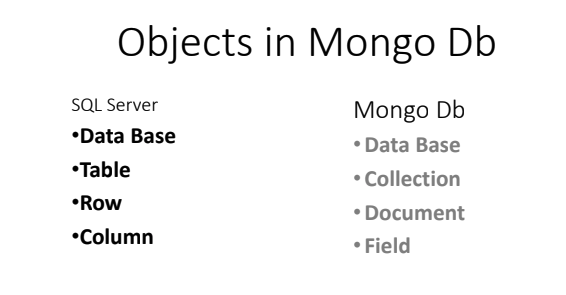 Objects in Mongo Db
SQL Server
•Data Base
•Table
•Row
•Column
Mongo Db
• Data Base
• Collection
• Document
• Field